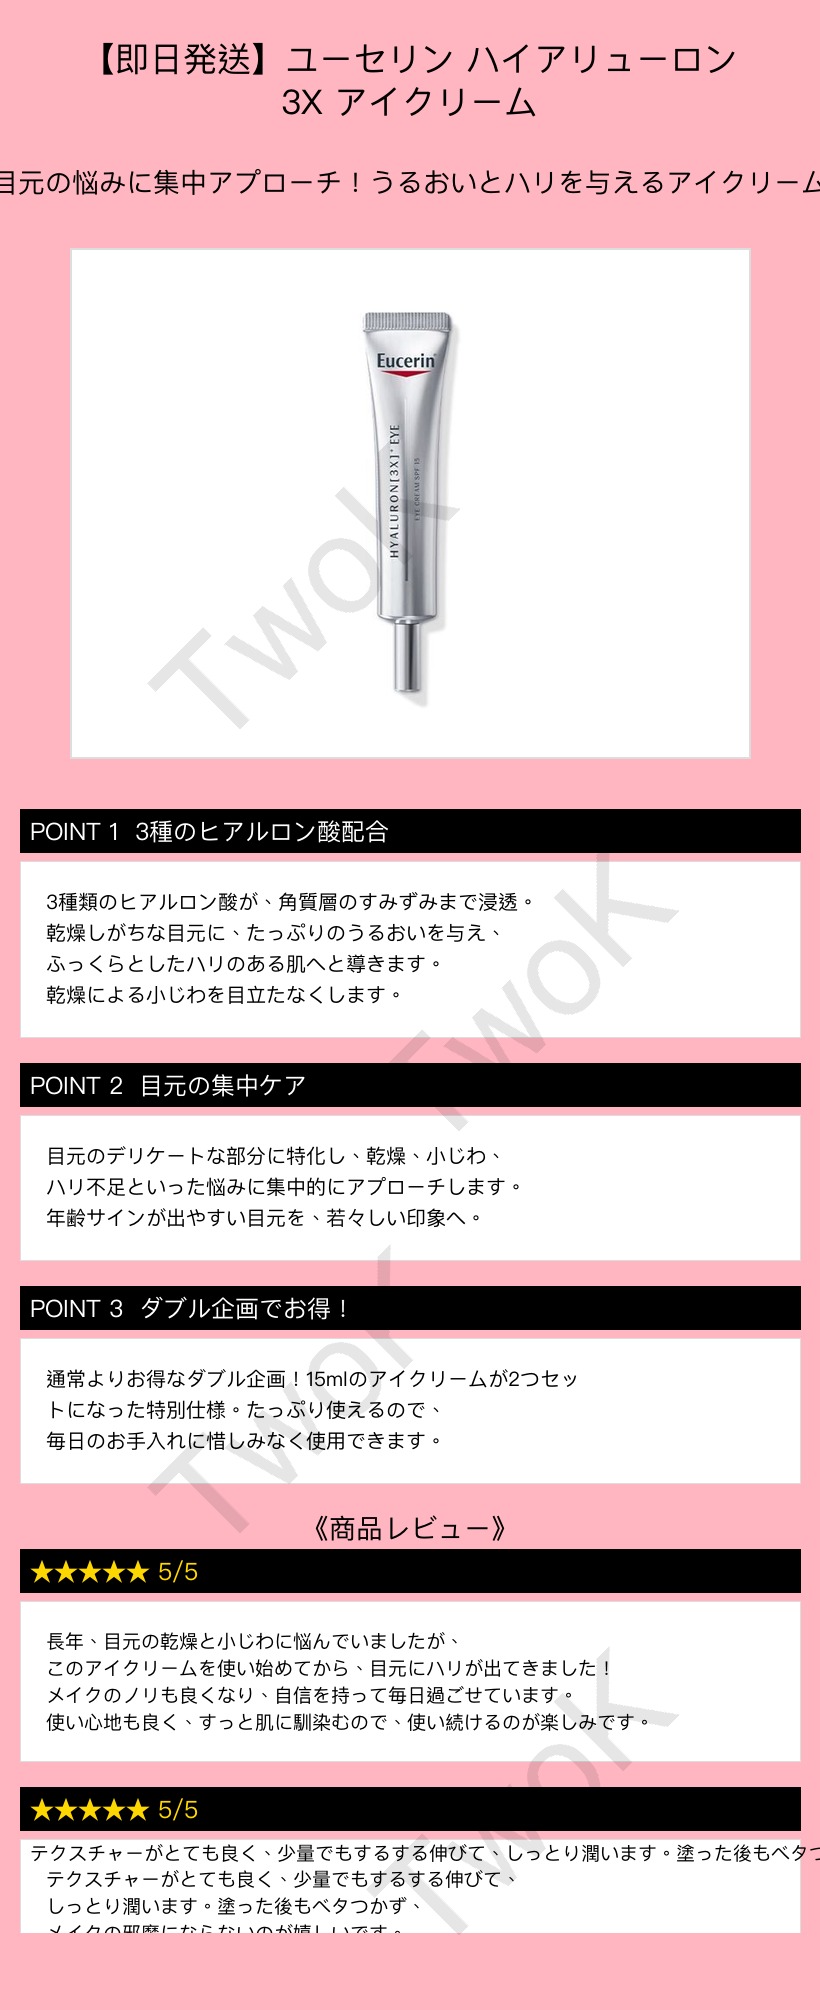 【即日発送】ユーセリン ハイアリューロン
3X アイクリーム
目元の悩みに集中アプローチ！うるおいとハリを与えるアイクリーム
Eucerin
HYALURON[3X]+ EYE
EYE CREAM SPF 15
TwoK
POINT 1 3種のヒアルロン酸配合
3種類のヒアルロン酸が、角質層のすみずみまで浸透。
乾燥しがちな目元に、たっぷりのうるおいを与え、
ふっくらとしたハリのある肌へと導きます。
乾燥による小じわを目立たなくします。
TwoK
POINT 2 目元の集中ケア
目元のデリケートな部分に特化し、乾燥、小じわ、
ハリ不足といった悩みに集中的にアプローチします。
年齢サインが出やすい目元を、若々しい印象へ。
POINT 3 ダブル企画でお得！
通常よりお得なダブル企画！15mlのアイクリームが2つセッ
トになった特別仕様。たっぷり使えるので、
毎日のお手入れに惜しみなく使用できます。
TwoK
《商品レビュー》
★★★★★ 5/5
長年、目元の乾燥と小じわに悩んでいましたが、
このアイクリームを使い始めてから、目元にハリが出てきました！
メイクのノリも良くなり、自信を持って毎日過ごせています。
使い心地も良く、すっと肌に馴染むので、使い続けるのが楽しみです。
TwoK
★★★★★ 5/5
テクスチャーがとても良く、少量でもするする伸びて、しっとり潤います。塗った後もベタつ
テクスチャーがとても良く、少量でもするする伸びて、
しっとり潤います。塗った後もベタつかず、
メイクの邪魔にならないのが嬉しいです。